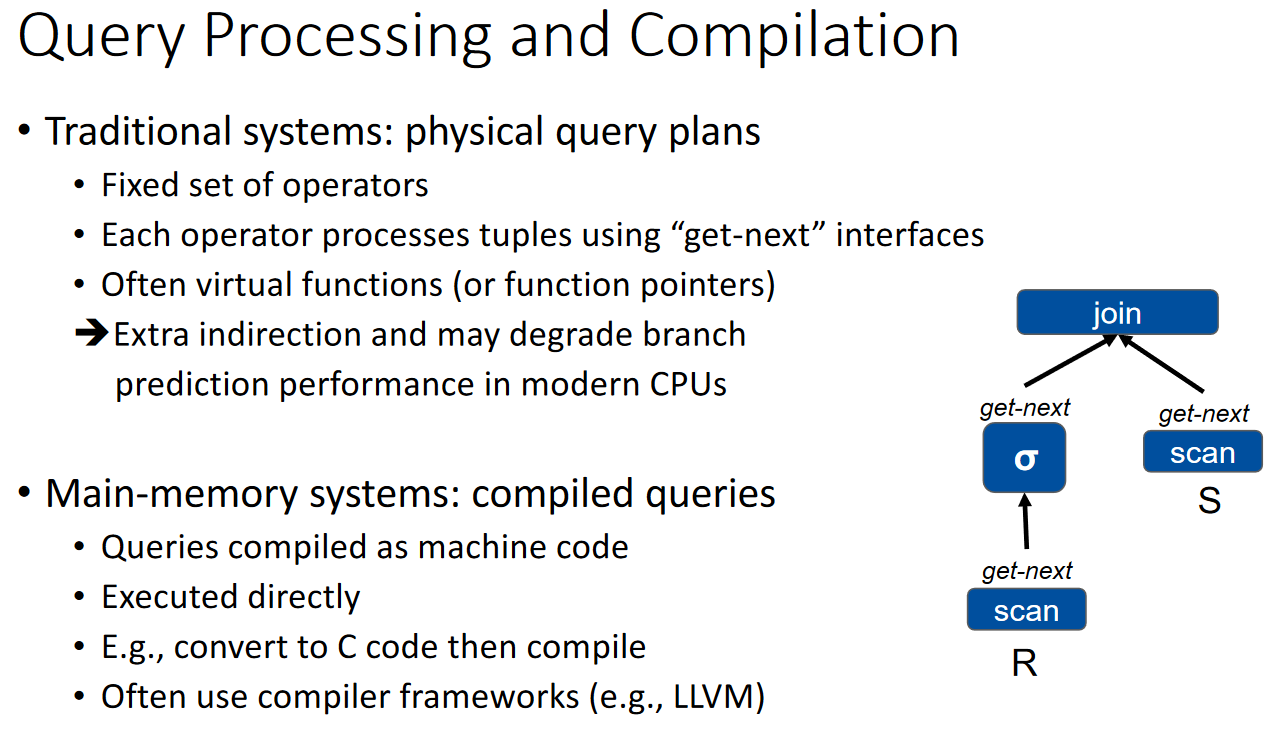 Query Processing and Compilation
• Traditional systems: physical query plans
• Fixed set of operators
• Each operator processes tuples using “get-next” interfaces
• Often virtual functions (or function pointers)
➔Extra indirection and may degrade branch
prediction performance in modern CPUs
• Main-memory systems: compiled queries
• Queries compiled as machine code
• Executed directly
• E.g., convert to C code then compile
• Often use compiler frameworks (e.g., LLVM)
join
get-next
get-next
σ
scan
S
get-next
scan
R